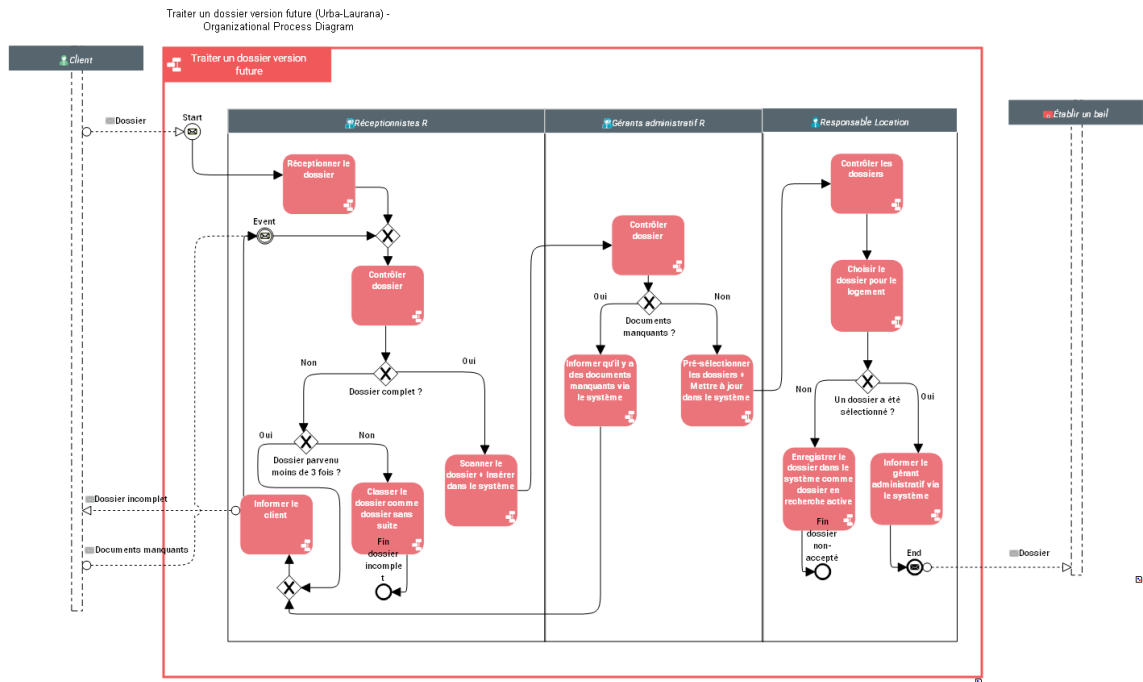 Traiter un dossier version future (Urba-Laurana) -
Organizational Process Diagram
Client
Traiter un dossier version
future
Dossier
Start
Réceptionnistes R
Gérants administratif R
Responsable Location
Établir un bail
Réceptionner le
dossier
Contrôler les
dossiers
Event
Contrôler
dossier
Contrôler
dossier
Choisir le
dossier pour le
logement
Oui
Non
Documents
manquants ?
Non
Oui
Dossier complet ?
Informer qu'il y a
des documents
manquants via
le système
Pré-sélectionner
les dossiers +
Mettre à jour
dans le système
Non
Oui
Un dossier a été
sélectionné ?
Oui
Non
Dossier parvenu
moins de 3 fois ?
Scanner le
dossier + Insérer
dans le système
Enregistrer le
dossier dans le
système comme
dossier en
recherche active
Informer le
gérant
administratif via
le système
Dossier incomplet
Informer le
client
Classer le
dossier comme
dossier sans
suite
Fin
dossier
incomple
t
Fin
dossier
non-
accepté
End
Documents manquants
Dossier